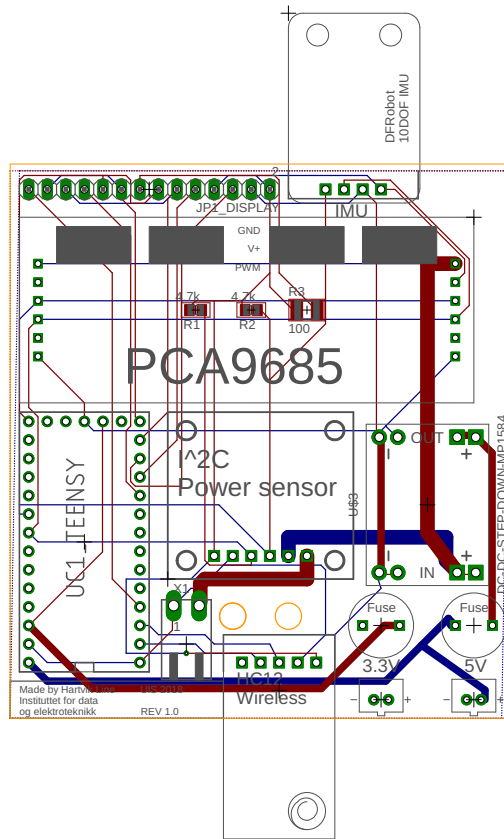 DFRobot
10DOF IMU
2
JP1_DISPLAY
IMU
GND
V+
PWM
4.7k
4.7k
R3
R1
R2
100
PCA9685
UC1_TEENSY
I^2C
Power sensor
U$3
OUT
IN
DC-DC-STEP-DOWN-MP1584
X1
1
Fuse
Fuse
3.3V
5V
HC12
Wireless
Made by Hartvik
Instituttet for data
og elektroteknikk
REV 1.0